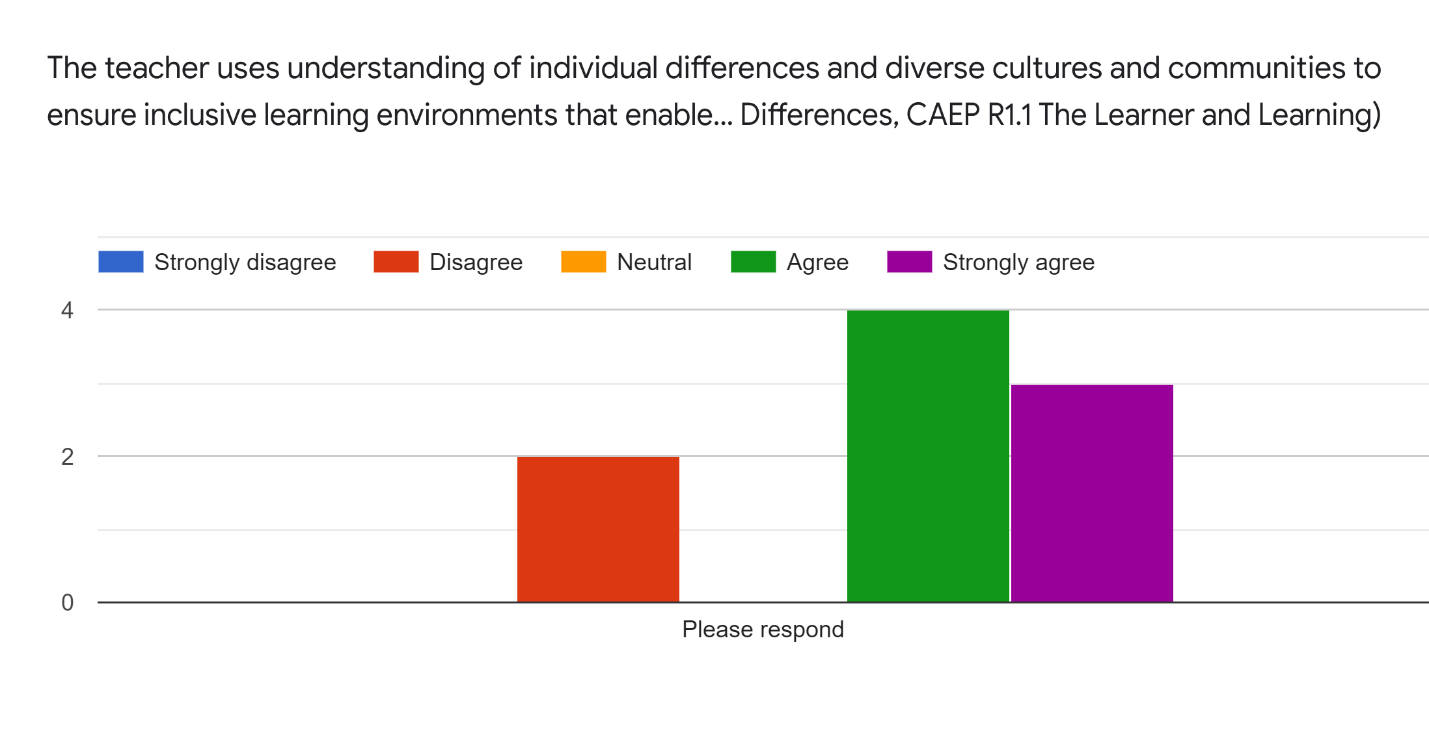 The teacher uses understanding of individual differences and diverse cultures and communities to
ensure inclusive learning environments that enable... Differences, CAEP R1.1 The Learner and Learning)
Strongly disagree Disagree Neutral Agree Strongly agree
4
2
0
Please respond